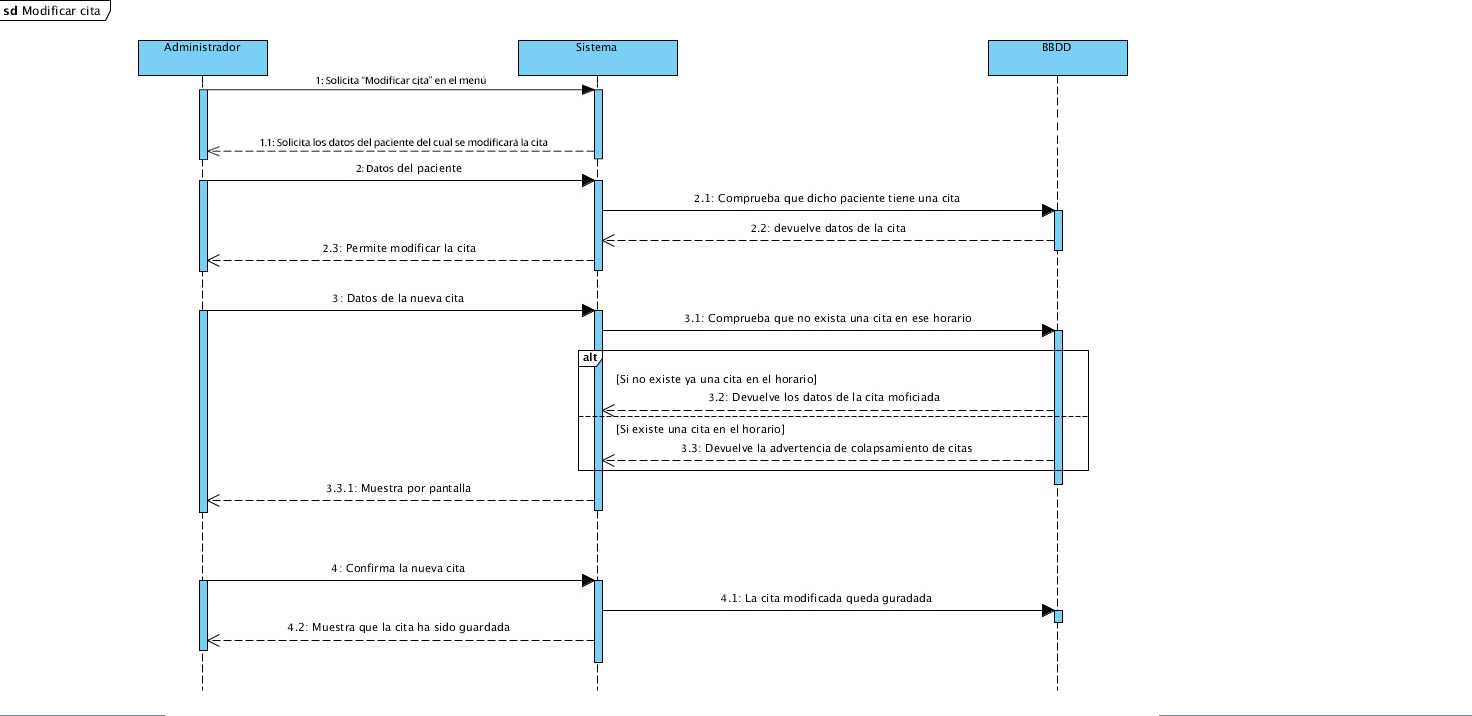 sd Modificar cita
Administrador
Sistema
BBDD
1: Solicita "Modificar cita" en el menú
1.1: Solicita los datos del paciente del cual se modificará la cita
2: Datos del paciente
2.1: Comprueba que dicho paciente tiene una cita
2.2: devuelve datos de la cita
2.3: Permite modificar la cita
3: Datos de la nueva cita
3.1: Comprueba que no exista una cita en ese horario
alt
[Si no existe ya una cita en el horario]
3.2: Devuelve los datos de la cita moficiada
[Si existe una cita en el horario]
3.3: Devuelve la advertencia de colapsamiento de citas
3.3.1: Muestra por pantalla
4: Confirma la nueva cita
4.1: La cita modificada queda guradada
4.2: Muestra que la cita ha sido guardada